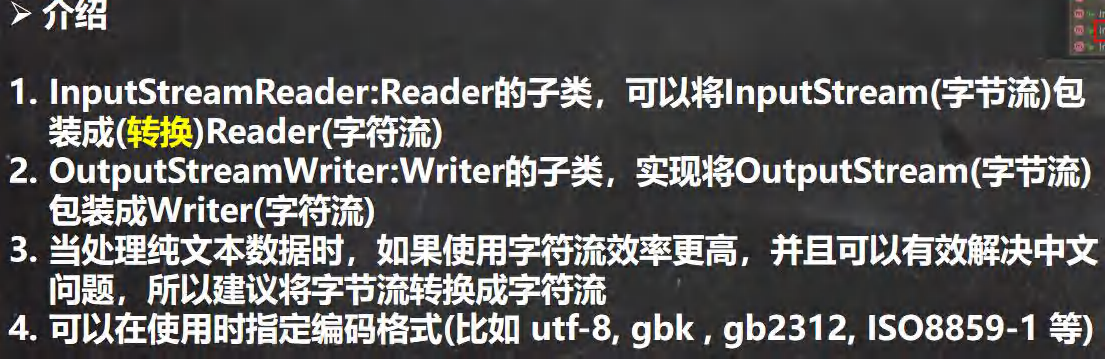 ➢ 介绍
1. InputStreamReader:Reader的子类，可以将InputStream(字节流)包
装成(转换)Reader(字符流)
2. OutputStreamWriter:Writer的子类，实现将OutputStream(字节流)
包装成Writer(字符流)
3. 当处理纯文本数据时，如果使用字符流效率更高，并且可以有效解决中文
问题，所以建议将字节流转换成字符流
4. 可以在使用时指定编码格式(比如 utf-8, gbk , gb2312, ISO8859-1 等)